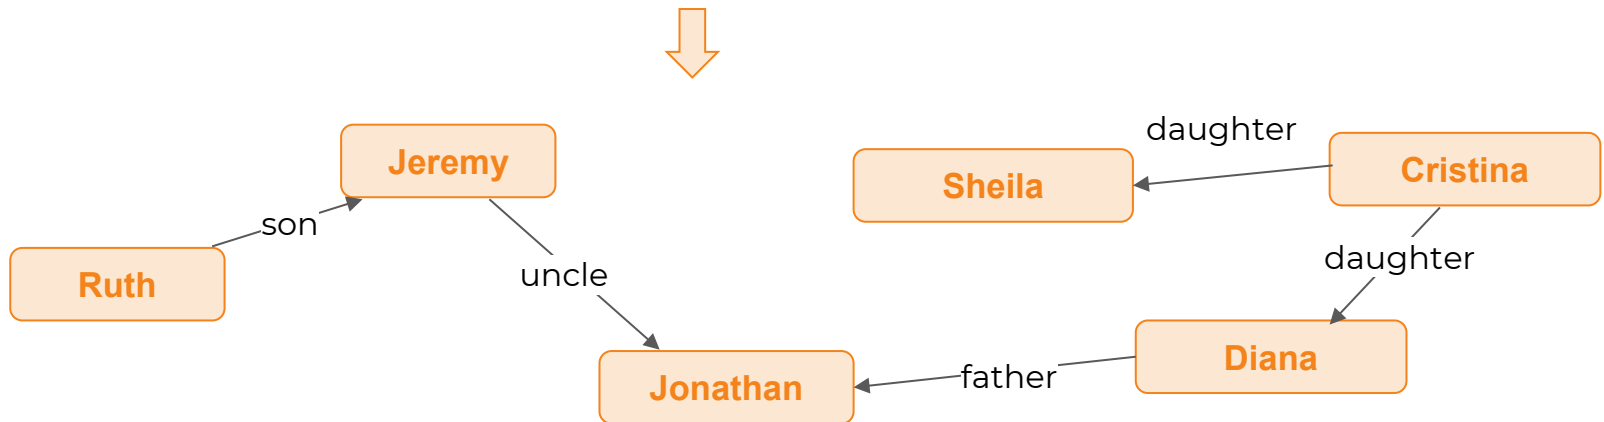 daughter
Jeremy
Sheila
Cristina
son
uncle
daughter
Ruth
Jonathan
father
Diana